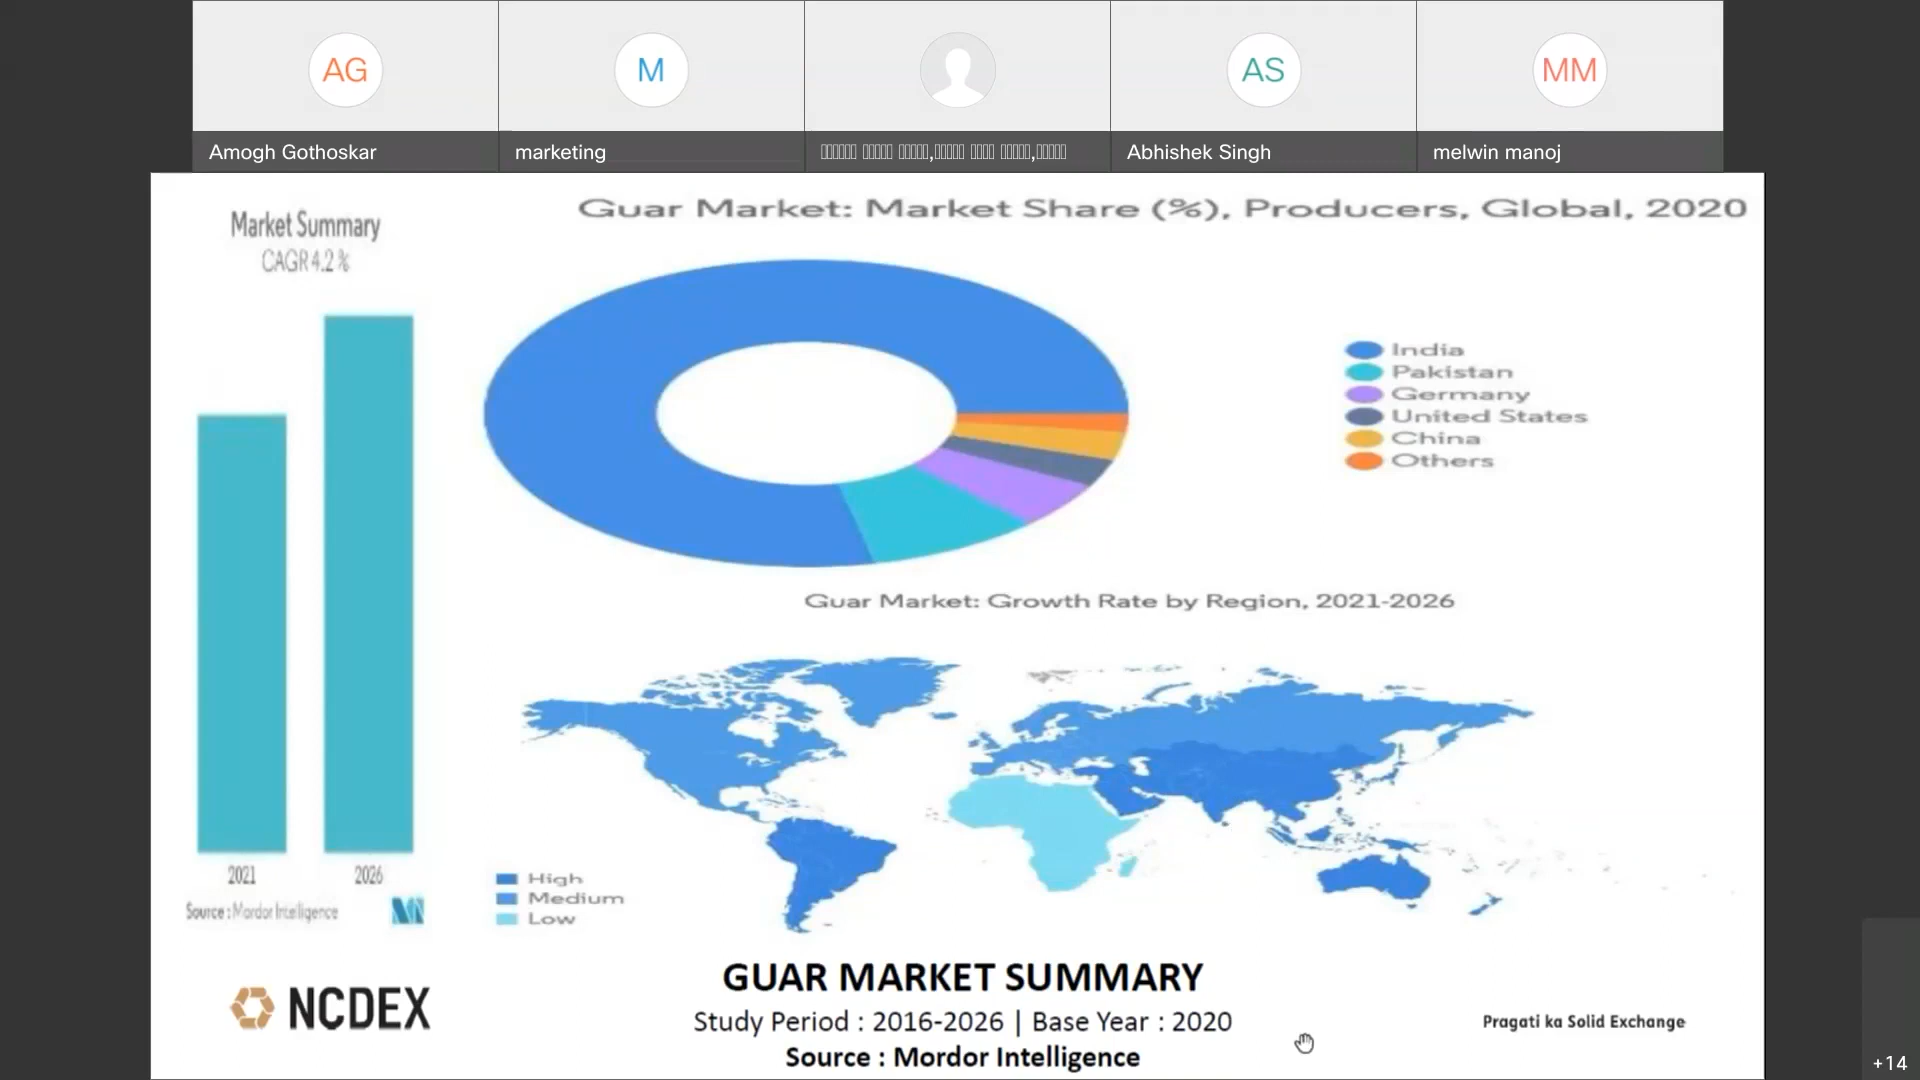 AG
M
AS
MM
Amogh Gothoskar
marketing
Abhishek Singh
melwin manoj
Market Summary
CAGR 4.2 %
2021
2026
Source : Mordor Intelligence
Guar Market: Market Share (%), Producers, Global, 2020
India
Pakistan
Germany
United States
China
Others
Guar Market: Growth Rate by Region, 2021-2026
High
Medium
Low
NCDEX
GUAR MARKET SUMMARY
Study Period : 2016-2026 | Base Year : 2020
Source : Mordor Intelligence
Pragati ka Solid Exchange
+14